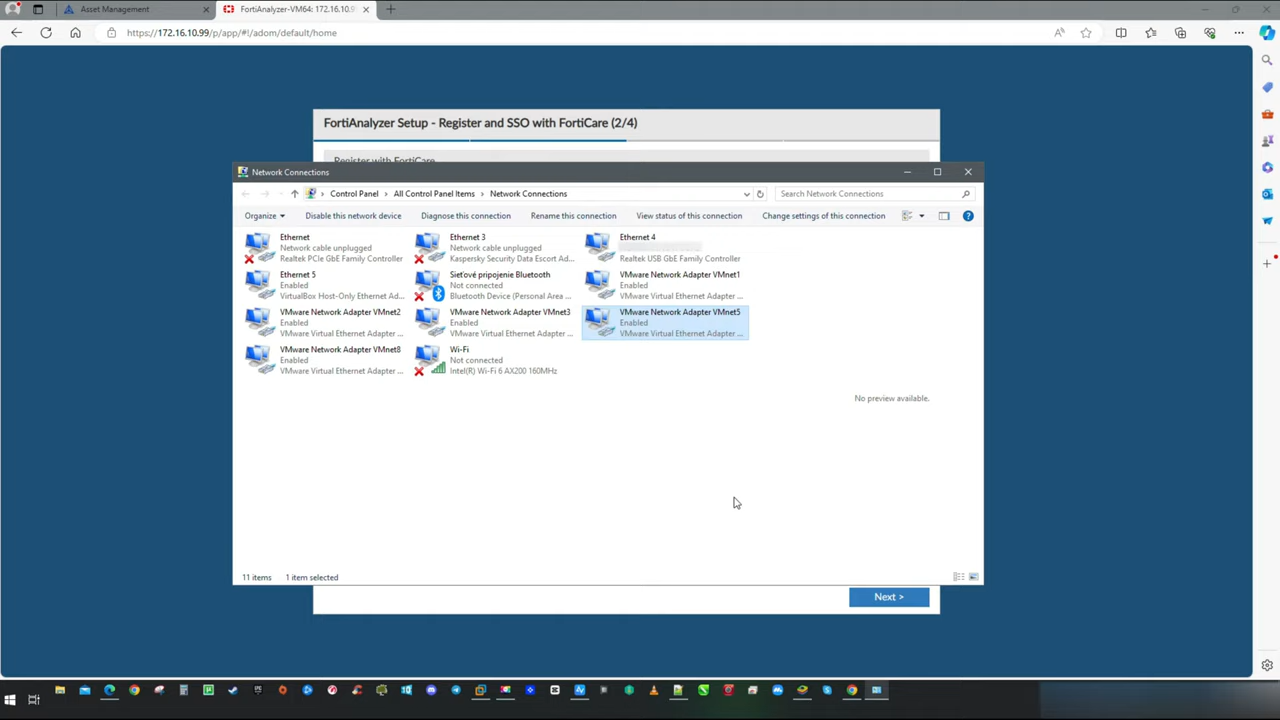 Asset Management
FortiAnalyzer-VM64: 172.16.10.9
https://172.16.10.99/p/app/#!/adom/default/home
FortiAnalyzer Setup - Register and SSO with FortiCare (2/4)
Register with FortiCare
Network Connections
Control Panel > All Control Panel Items > Network Connections
Search Network Connections
Organize
Disable this network device
Diagnose this connection
Rename this connection
View status of this connection
Change settings of this connection
Ethernet
Network cable unplugged
Realtek PCIe GbE Family Controller
Ethernet 3
Network cable unplugged
Kaspersky Security Data Escort Ad...
Ethernet 4
Realtek USB GbE Family Controller
Ethernet 5
Enabled
VirtualBox Host-Only Ethernet Ad...
Sieťové pripojenie Bluetooth
Not connected
Bluetooth Device (Personal Area ...
VMware Network Adapter VMnet1
Enabled
VMware Virtual Ethernet Adapter ...
VMware Network Adapter VMnet2
Enabled
VMware Virtual Ethernet Adapter ...
VMware Network Adapter VMnet3
Enabled
VMware Virtual Ethernet Adapter ...
VMware Network Adapter VMnet5
Enabled
VMware Virtual Ethernet Adapter ...
VMware Network Adapter VMnet8
Enabled
VMware Virtual Ethernet Adapter ...
Wi-Fi
Not connected
Intel(R) Wi-Fi 6 AX200 160MHz
No preview available.
11 items
1 item selected
Next >